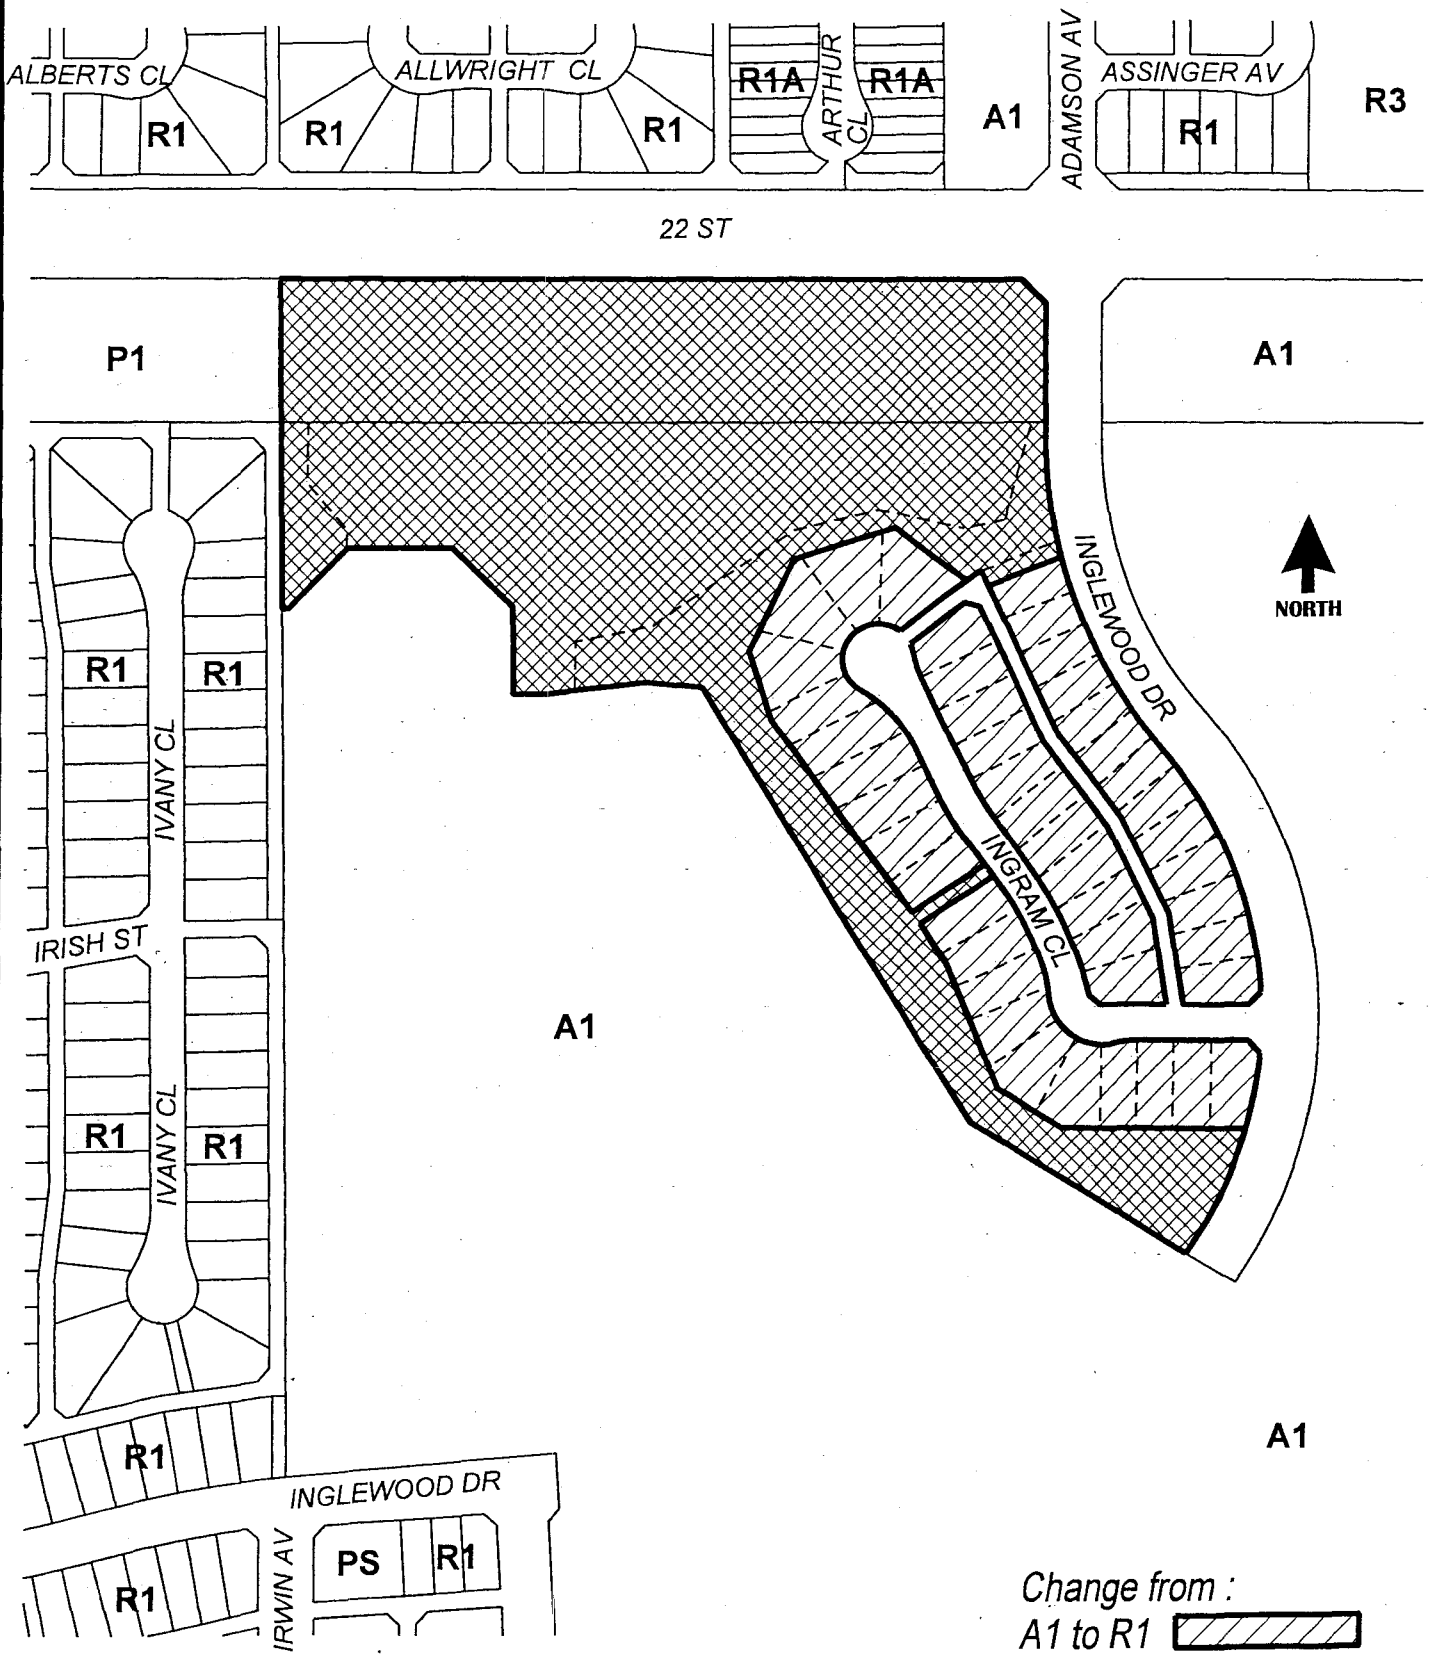 ALBERTS CL
ALLWRIGHT CL
R1A
ARTHUR CL
R1A
A1
ADAMSON AV
ASSINGER AV
R3
R1
R1
R1
R1
22 ST
P1
A1
NORTH
INGLEWOOD DR
R1
R1
IVANY CL
INGRAM CL
IRISH ST
A1
R1
R1
IVANY CL
A1
R1
INGLEWOOD DR
IRWIN AV
PS
R1
R1
Change from :
A1 to R1